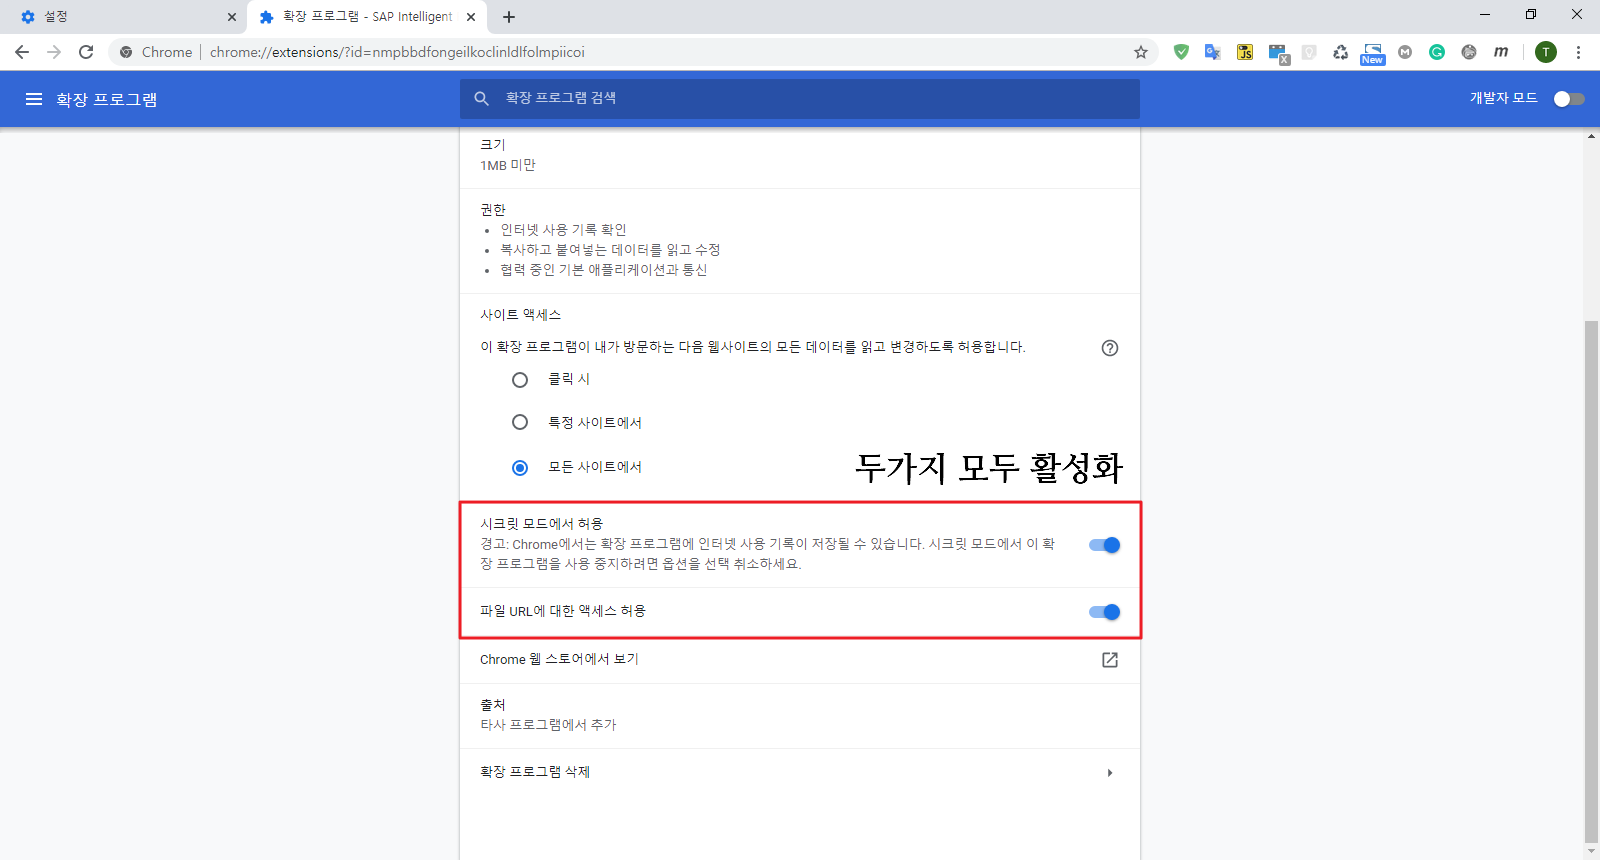 설정
확장 프로그램 - SAP Intelligent
Chrome
chrome://extensions/?id=nmpbbdfongeilkoclinldlfolmpiicoi
JS
X
New
M
G
m
T
확장 프로그램
확장 프로그램 검색
개발자 모드
크기
1MB 미만
권한
• 인터넷 사용 기록 확인
• 복사하고 붙여넣는 데이터를 읽고 수정
• 협력 중인 기본 애플리케이션과 통신
사이트 액세스
이 확장 프로그램이 내가 방문하는 다음 웹사이트의 모든 데이터를 읽고 변경하도록 허용합니다.
클릭 시
특정 사이트에서
모든 사이트에서
두가지 모두 활성화
시크릿 모드에서 허용
경고: Chrome에서는 확장 프로그램에 인터넷 사용 기록이 저장될 수 있습니다. 시크릿 모드에서 이 확
장 프로그램을 사용 중지하려면 옵션을 선택 취소하세요.
파일 URL에 대한 액세스 허용
Chrome 웹 스토어에서 보기
출처
타사 프로그램에서 추가
확장 프로그램 삭제